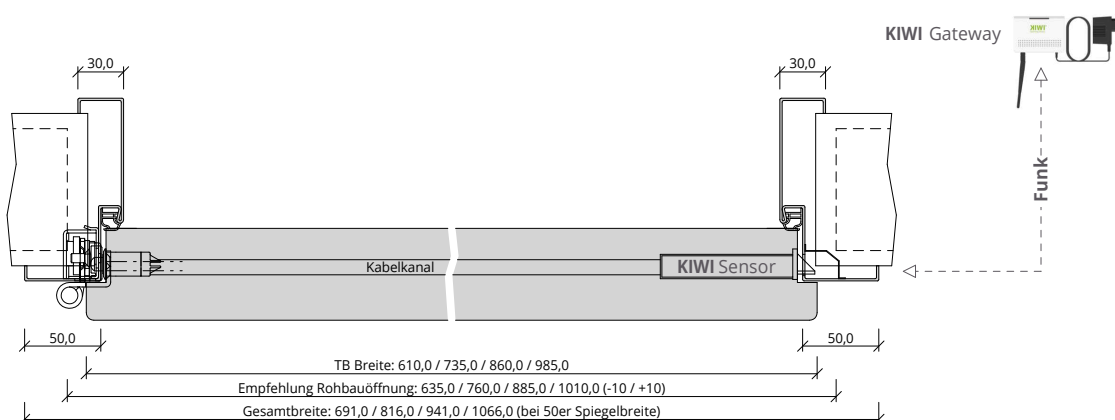 KIWI Gateway
KIWI
30,0
30,0
Funk
Kabelkanal
KIWI Sensor
50,0
50,0
TB Breite: 610,0 / 735,0 / 860,0 / 985,0
Empfehlung Rohbauöffnung: 635,0 / 760,0 / 885,0 / 1010,0 (-10 / +10)
Gesamtbreite: 691,0 / 816,0 / 941,0 / 1066,0 (bei 50er Spiegelbreite)